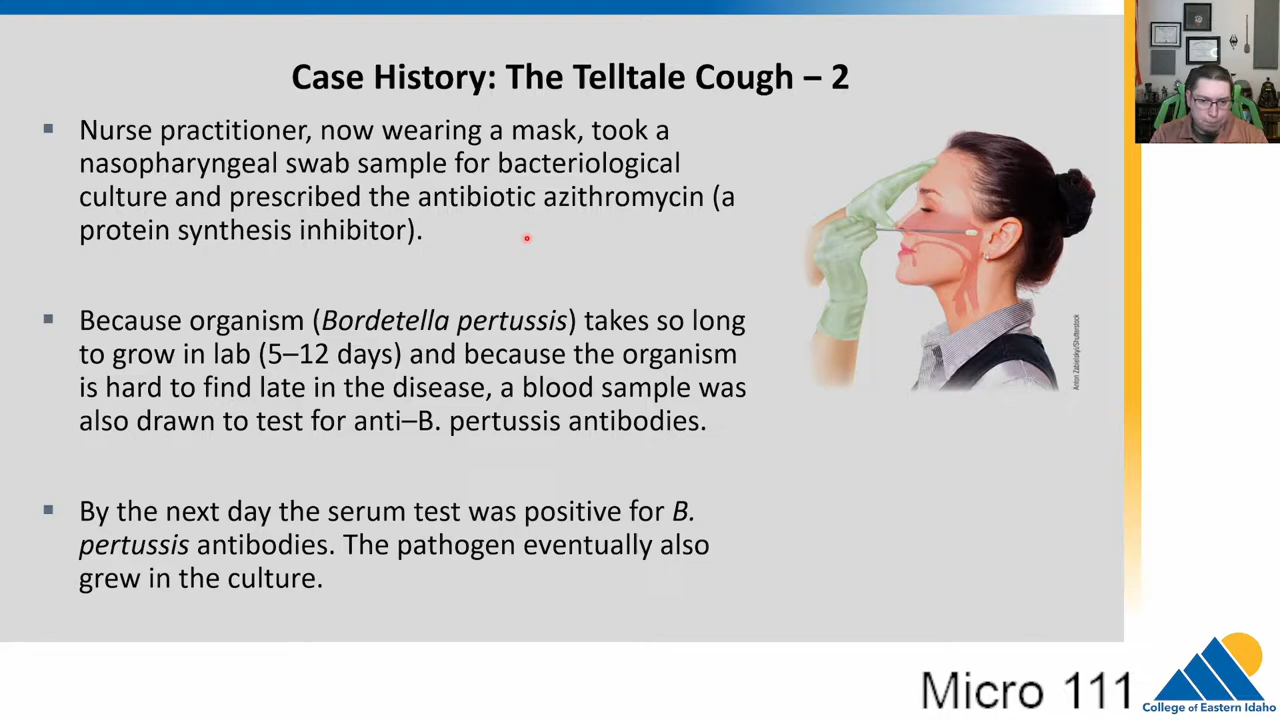 Case History: The Telltale Cough – 2
▪ Nurse practitioner, now wearing a mask, took a
nasopharyngeal swab sample for bacteriological
culture and prescribed the antibiotic azithromycin (a
protein synthesis inhibitor).
▪ Because organism (Bordetella pertussis) takes so long
to grow in lab (5–12 days) and because the organism
is hard to find late in the disease, a blood sample was
also drawn to test for anti–B. pertussis antibodies.
▪ By the next day the serum test was positive for B.
pertussis antibodies. The pathogen eventually also
grew in the culture.
Anton Zabielskyi/Shutterstock
Micro 111
College of Eastern Idaho